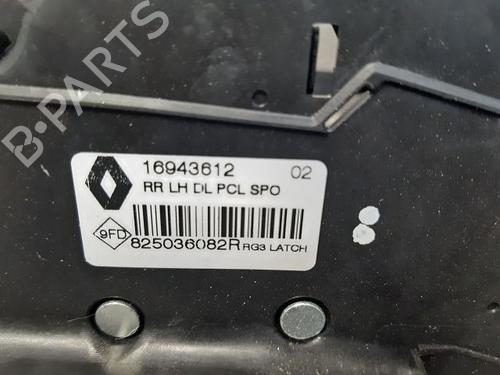 B-PARTS
16943612 02
RR LH DL PCL SPO
9FD
825036082R RG3 LATCH